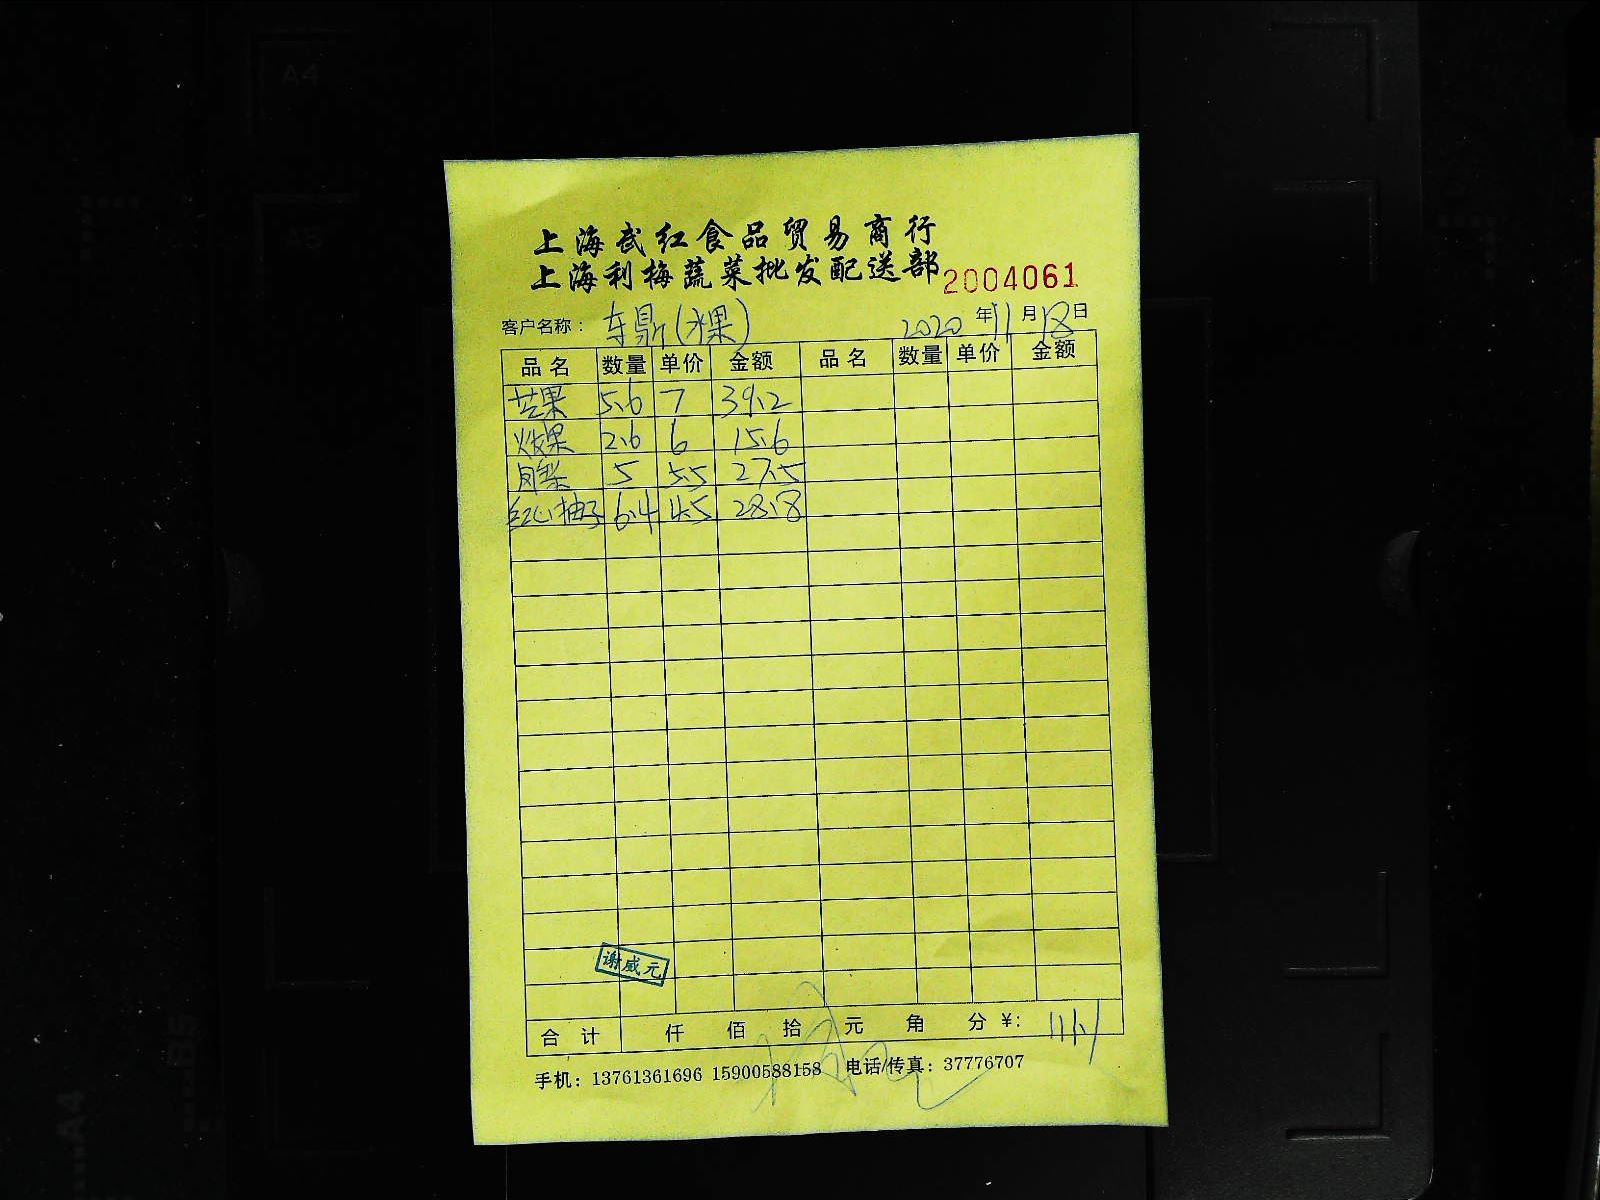 上海武红食品贸易商行
上海利梅蔬菜批发配送部 2004061
客户名称： 东鼎(水果) 2020 年 11 月 18 日
品名 数量 单价 金额 品名 数量 单价 金额
芒果 5.6 7 39.2
火龙果 2.6 6 15.6
5 5.5 27.5
红心柚子 6.4 4.5 28.8
谢威元
合计 仟 佰 拾 元 角 分 ¥: 111.1
手机：13761361696 15900588158 电话/传真：37776707
A4
A5
A4